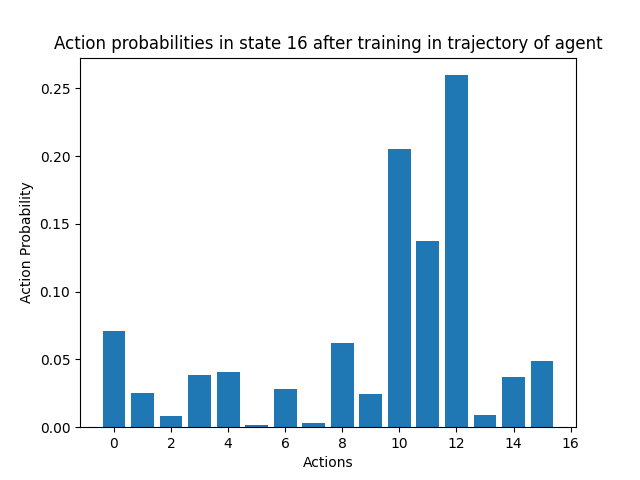 Action probabilities in state 16 after training in trajectory of agent
0.25
0.20
0.15
0.10
0.05
0.00
Action Probability
0 2 4 6 8 10 12 14 16
Actions